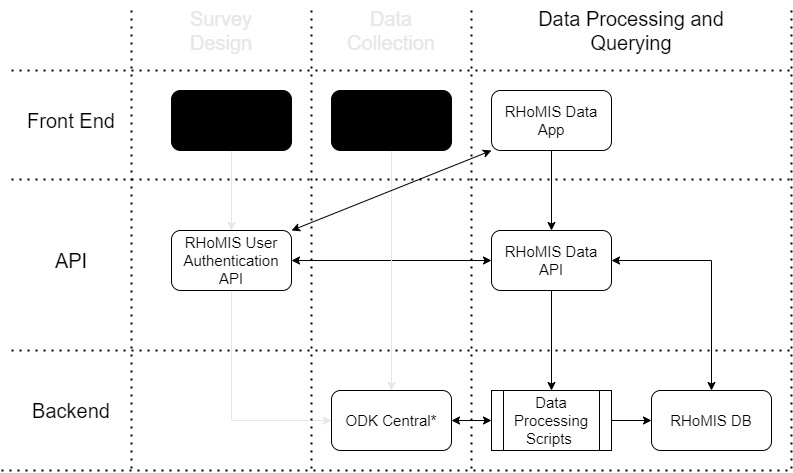 Survey
Design
Data
Collection
Data Processing and
Querying
Front End
RHoMIS Data
App
API
RHoMIS User
Authentication
API
RHoMIS Data
API
Backend
ODK Central*
Data
Processing
Scripts
RHoMIS DB